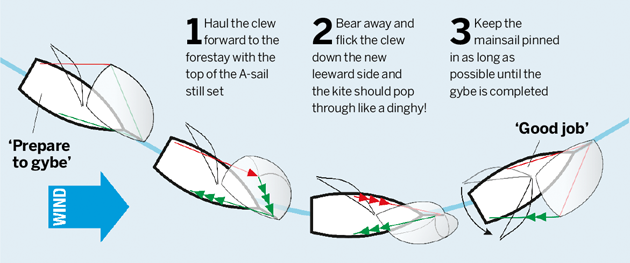 1 Haul the clew
forward to the
forestay with the
top of the A-sail
still set
2 Bear away and
flick the clew
down the new
leeward side and
the kite should pop
through like a dinghy!
3 Keep the
mainsail pinned
in as long as
possible until the
gybe is completed
‘Prepare
to gybe’
‘Good job’
WIND